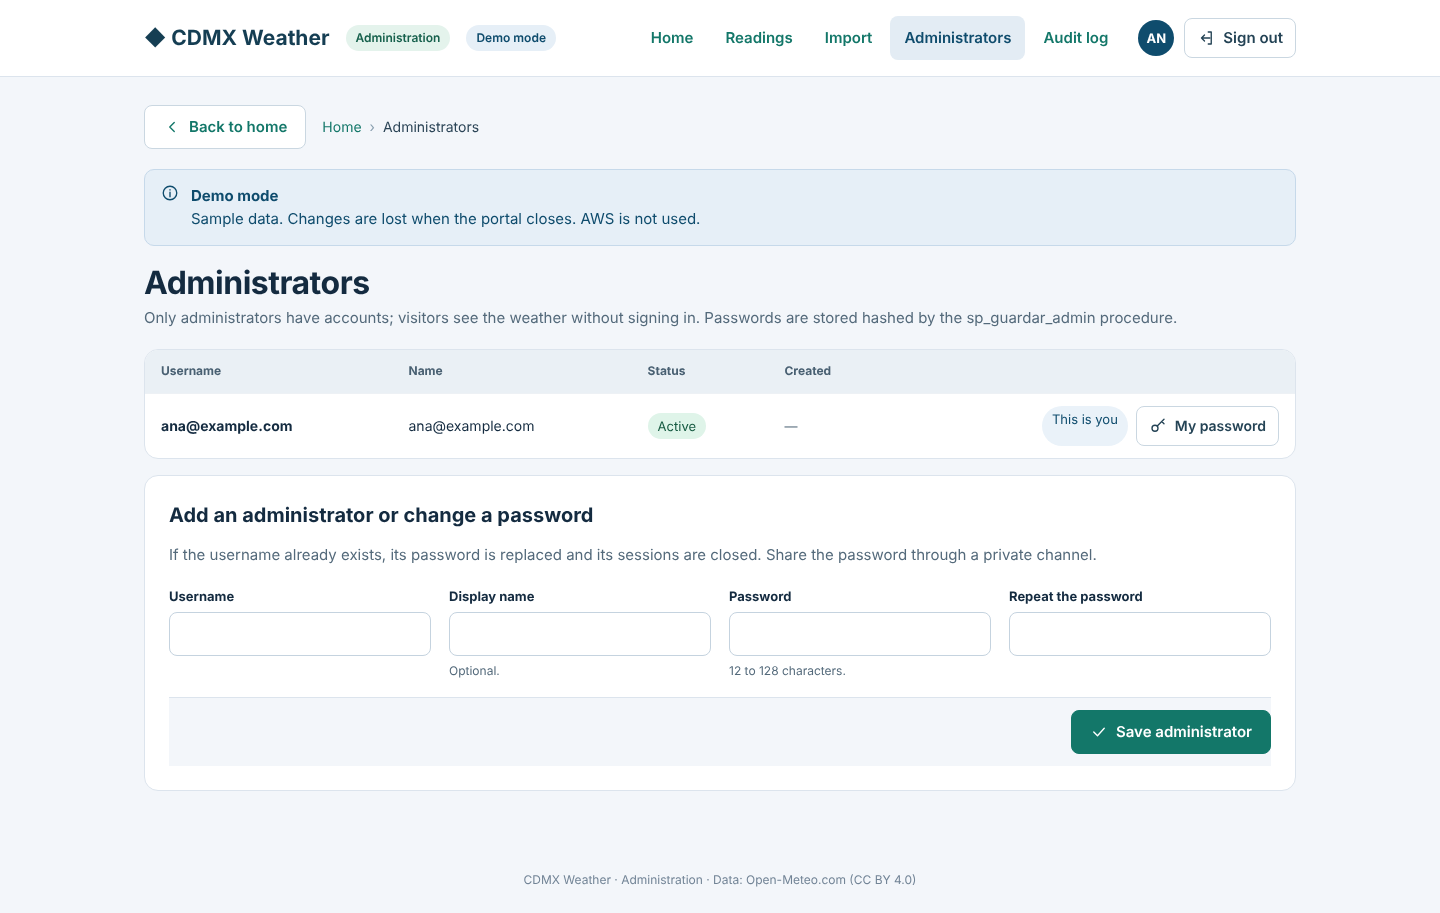 CDMX Weather
Administration
Demo mode
Home
Readings
Import
Administrators
Audit log
AN
Sign out
Back to home
Home › Administrators
Demo mode
Sample data. Changes are lost when the portal closes. AWS is not used.
Administrators
Only administrators have accounts; visitors see the weather without signing in. Passwords are stored hashed by the sp_guardar_admin procedure.
Username Name Status Created
ana@example.com ana@example.com Active — This is you My password
Add an administrator or change a password
If the username already exists, its password is replaced and its sessions are closed. Share the password through a private channel.
Username Display name Password Repeat the password
Optional. 12 to 128 characters.
Save administrator
CDMX Weather · Administration · Data: Open-Meteo.com (CC BY 4.0)